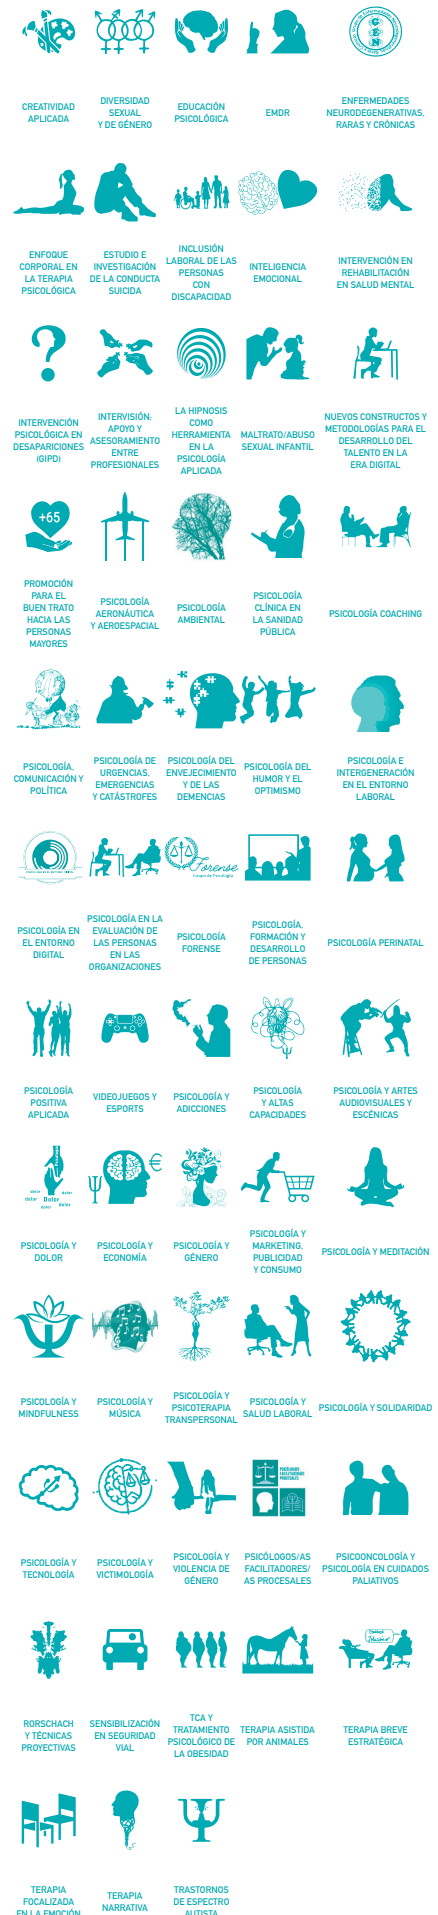 CREATIVIDAD
APLICADA
DIVERSIDAD
SEXUAL
Y DE GÉNERO
EDUCACIÓN
PSICOLÓGICA
EMDR
ENFERMEDADES
NEURODEGENERATIVAS,
RARAS Y CRÓNICAS
ENFOQUE
CORPORAL EN
LA TERAPIA
PSICOLÓGICA
ESTUDIO E
INVESTIGACIÓN
DE LA CONDUCTA
SUICIDA
INCLUSIÓN
LABORAL DE LAS
PERSONAS
CON
DISCAPACIDAD
INTELIGENCIA
EMOCIONAL
INTERVENCIÓN EN
REHABILITACIÓN
EN SALUD MENTAL
INTERVENCIÓN
PSICOLÓGICA EN
DESAPARICIONES
(GIPD)
INTERVISIÓN:
APOYO Y
ASESORAMIENTO
ENTRE
PROFESIONALES
LA HIPNOSIS
COMO
HERRAMIENTA
EN LA
PSICOLOGÍA
APLICADA
MALTRATO/ABUSO
SEXUAL INFANTIL
NUEVOS CONSTRUCTOS Y
METODOLOGÍAS PARA EL
DESARROLLO DEL
TALENTO EN LA
ERA DIGITAL
+65
PROMOCIÓN
PARA EL
BUEN TRATO
HACIA LAS
PERSONAS
MAYORES
PSICOLOGÍA
AERONÁUTICA
Y AEROESPACIAL
PSICOLOGÍA
AMBIENTAL
PSICOLOGÍA
CLÍNICA EN
LA SANIDAD
PÚBLICA
PSICOLOGÍA COACHING
PSICOLOGÍA,
COMUNICACIÓN Y
POLÍTICA
PSICOLOGÍA DE
URGENCIAS,
EMERGENCIAS
Y CATÁSTROFES
PSICOLOGÍA DEL
ENVEJECIMIENTO
Y DE LAS
DEMENCIAS
PSICOLOGÍA DEL
HUMOR Y EL
OPTIMISMO
PSICOLOGÍA E
INTERGENERACIÓN
EN EL ENTORNO
LABORAL
Forense
Grupo de Psicología
PSICOLOGÍA EN
EL ENTORNO
DIGITAL
PSICOLOGÍA EN LA
EVALUACIÓN DE
LAS PERSONAS
EN LAS
ORGANIZACIONES
PSICOLOGÍA
FORENSE
PSICOLOGÍA,
FORMACIÓN Y
DESARROLLO
DE PERSONAS
PSICOLOGÍA PERINATAL
PSICOLOGÍA
POSITIVA
APLICADA
VIDEOJUEGOS Y
ESPORTS
PSICOLOGÍA Y
ADICCIONES
PSICOLOGÍA
Y ALTAS
CAPACIDADES
PSICOLOGÍA Y ARTES
AUDIOVISUALES Y
ESCÉNICAS
dolor
dolor
dolor
Dolor
dolor
dolor
PSICOLOGÍA Y
DOLOR
PSICOLOGÍA Y
ECONOMÍA
PSICOLOGÍA Y
GÉNERO
PSICOLOGÍA Y
MARKETING,
PUBLICIDAD
Y CONSUMO
PSICOLOGÍA Y MEDITACIÓN
PSICOLOGÍA Y
MINDFULNESS
PSICOLOGÍA Y
MÚSICA
PSICOLOGÍA Y
PSICOTERAPIA
TRANSPERSONAL
PSICOLOGÍA Y
SALUD LABORAL
PSICOLOGÍA Y SOLIDARIDAD
PSICÓLOGOS
FACILITADORES
PROCESALES
PSICOLOGÍA Y
TECNOLOGÍA
PSICOLOGÍA Y
VICTIMOLOGÍA
PSICOLOGÍA Y
VIOLENCIA DE
GÉNERO
PSICÓLOGOS/AS
FACILITADORES/
AS PROCESALES
PSICOONCOLOGÍA Y
PSICOLOGÍA EN CUIDADOS
PALIATIVOS
RORSCHACH
Y TÉCNICAS
PROYECTIVAS
SENSIBILIZACIÓN
EN SEGURIDAD
VIAL
TCA Y
TRATAMIENTO
PSICOLÓGICO DE
LA OBESIDAD
TERAPIA ASISTIDA
POR ANIMALES
TERAPIA BREVE
ESTRATÉGICA
TERAPIA
FOCALIZADA
EN LA EMOCIÓN
TERAPIA
NARRATIVA
TRASTORNOS
DE ESPECTRO
AUTISTA